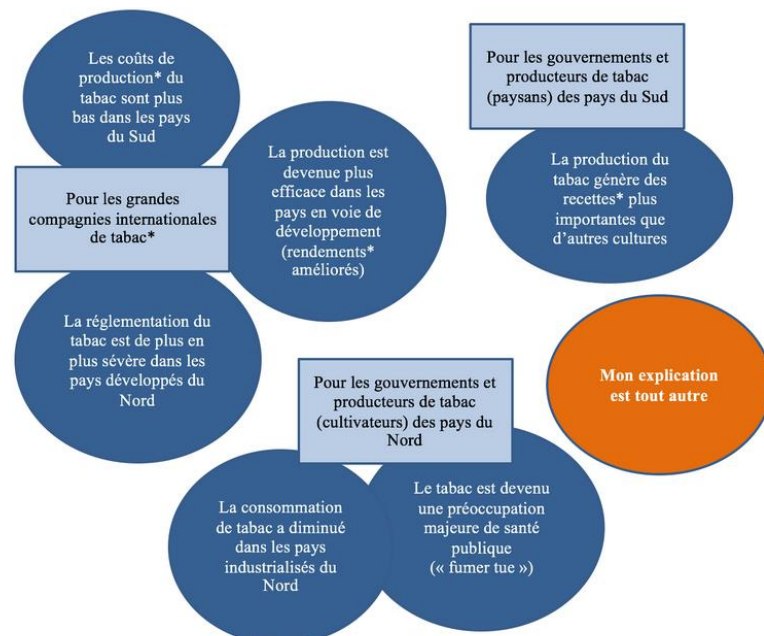 Les coûts de
production* du
tabac sont plus
bas dans les pays
du Sud
Pour les grandes
compagnies internationales
de tabac*
La production est
devenue plus
efficace dans les
pays en voie de
développement
(rendements*
améliorés)
La réglementation du
tabac est de plus en
plus sévère dans les
pays développés du
Nord
Pour les gouvernements et
producteurs de tabac
(paysans) des pays du Sud
La production du
tabac génère des
recettes* plus
importantes que
d'autres cultures
Mon explication
est tout autre
Pour les gouvernements et
producteurs de tabac
(cultivateurs) des pays du
Nord
La consommation
de tabac a diminué
dans les pays
industrialisés du
Nord
Le tabac est devenu
une préoccupation
majeure de santé
publique
(« fumer tue »)